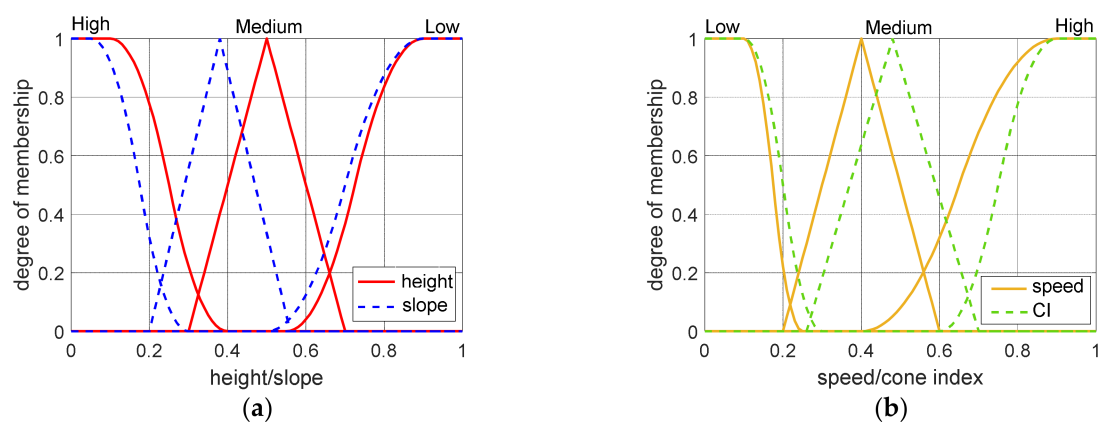 High Medium Low
1
0.8
0.6
0.4
0.2
0
degree of membership
height
slope
0 0.2 0.4 0.6 0.8 1
height/slope
(a)
Low Medium High
1
0.8
0.6
0.4
0.2
0
degree of membership
speed
CI
0 0.2 0.4 0.6 0.8 1
speed/cone index
(b)